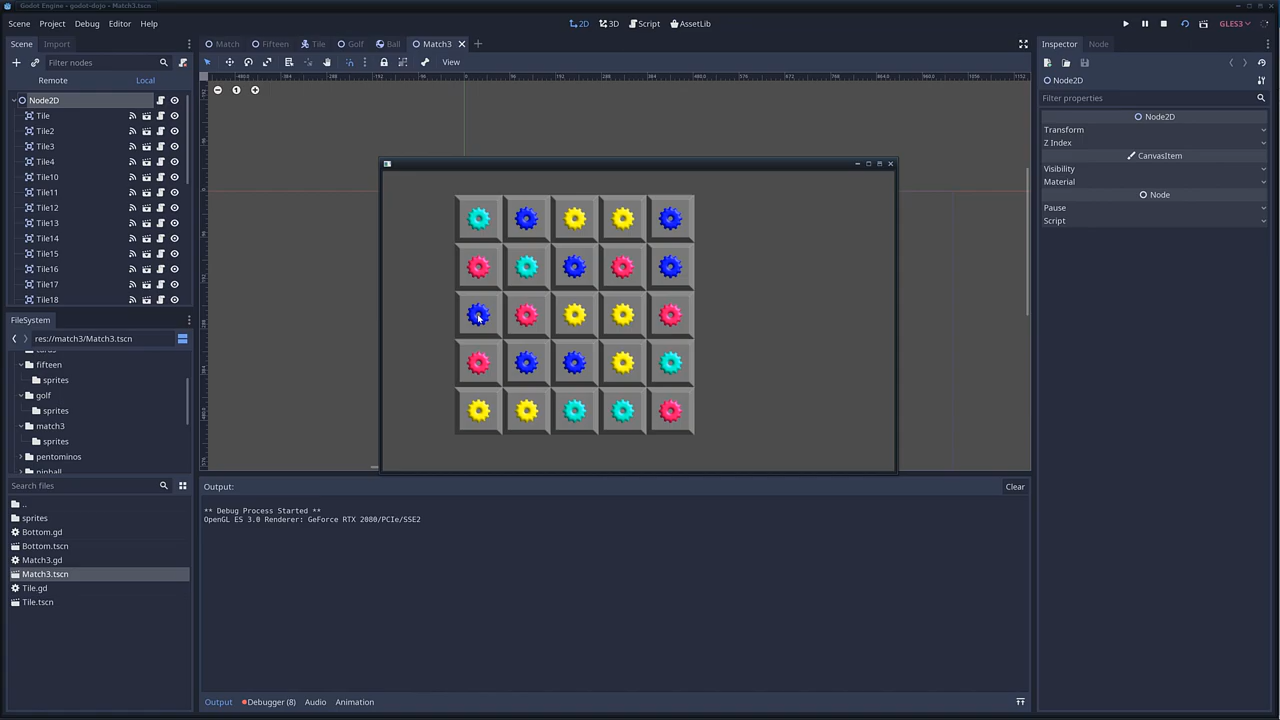 Godot Engine - godot-dojo - Match3.tscn
Scene Project Debug Editor Help
2D 3D Script AssetLib
GLES3
Scene Import
Match Fifteen Tile Golf Ball Match3
Inspector Node
Filter nodes
View
Remote Local
Node2D
Filter properties
Node2D
Tile
Tile2
Tile3
Tile4
Tile10
Tile11
Tile12
Tile13
Tile14
Tile15
Tile16
Tile17
Tile18
Node2D
Transform
Z Index
CanvasItem
Visibility
Material
Node
Pause
Script
FileSystem
res://match3/Match3.tscn
fifteen
sprites
golf
sprites
match3
sprites
pentominos
pinball
Search files
..
sprites
Bottom.gd
Bottom.tscn
Match3.gd
Match3.tscn
Tile.gd
Tile.tscn
Output:
Clear
** Debug Process Started **
OpenGL ES 3.0 Renderer: GeForce RTX 2080/PCIe/SSE2
Output Debugger (8) Audio Animation